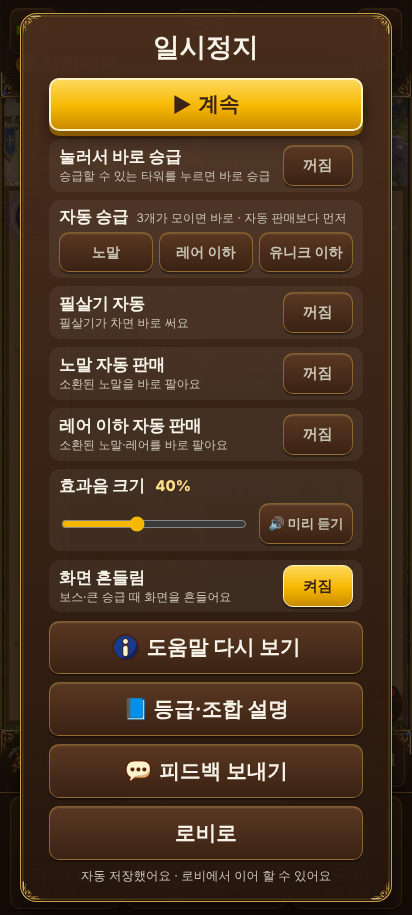 일시정지
▶ 계속
눌러서 바로 승급
승급할 수 있는 타워를 누르면 바로 승급
꺼짐
자동 승급 3개가 모이면 바로 · 자동 판매보다 먼저
노말 레어 이하 유니크 이하
필살기 자동
필살기가 차면 바로 써요
꺼짐
노말 자동 판매
소환된 노말을 바로 팔아요
꺼짐
레어 이하 자동 판매
소환된 노말·레어를 바로 팔아요
꺼짐
효과음 크기 40%
🔊 미리 듣기
화면 흔들림
보스·큰 승급 때 화면을 흔들어요
켜짐
도움말 다시 보기
등급·조합 설명
피드백 보내기
로비로
자동 저장했어요 · 로비에서 이어 할 수 있어요